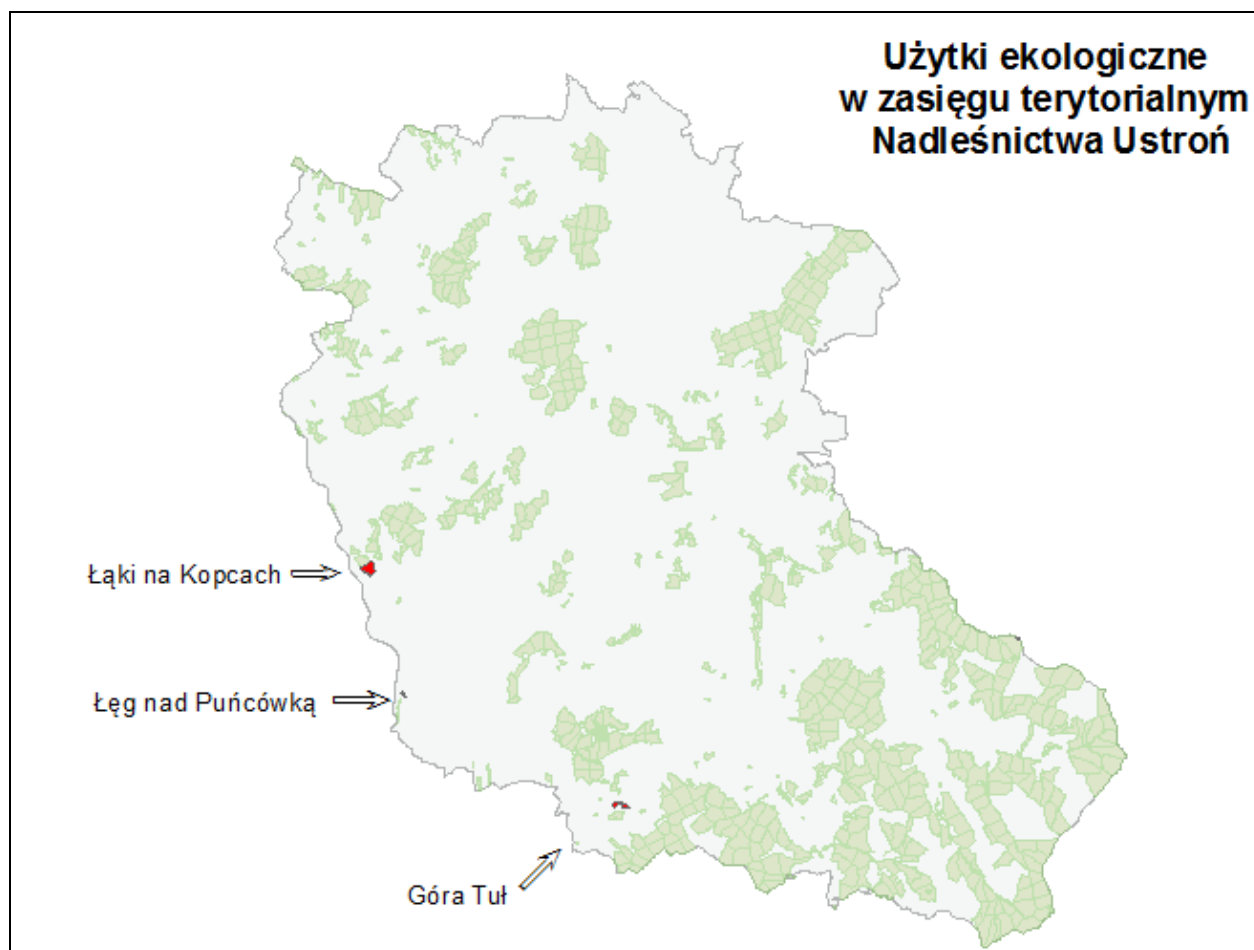 Użytki ekologiczne
w zasięgu terytorialnym
Nadleśnictwa Ustroń
Łąki na Kopcach
Łęg nad Puńcówką
Góra Tuł